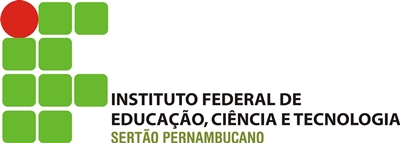 INSTITUTO FEDERAL DE
EDUCAÇÃO, CIÊNCIA E TECNOLOGIA
SERTÃO PERNAMBUCANO